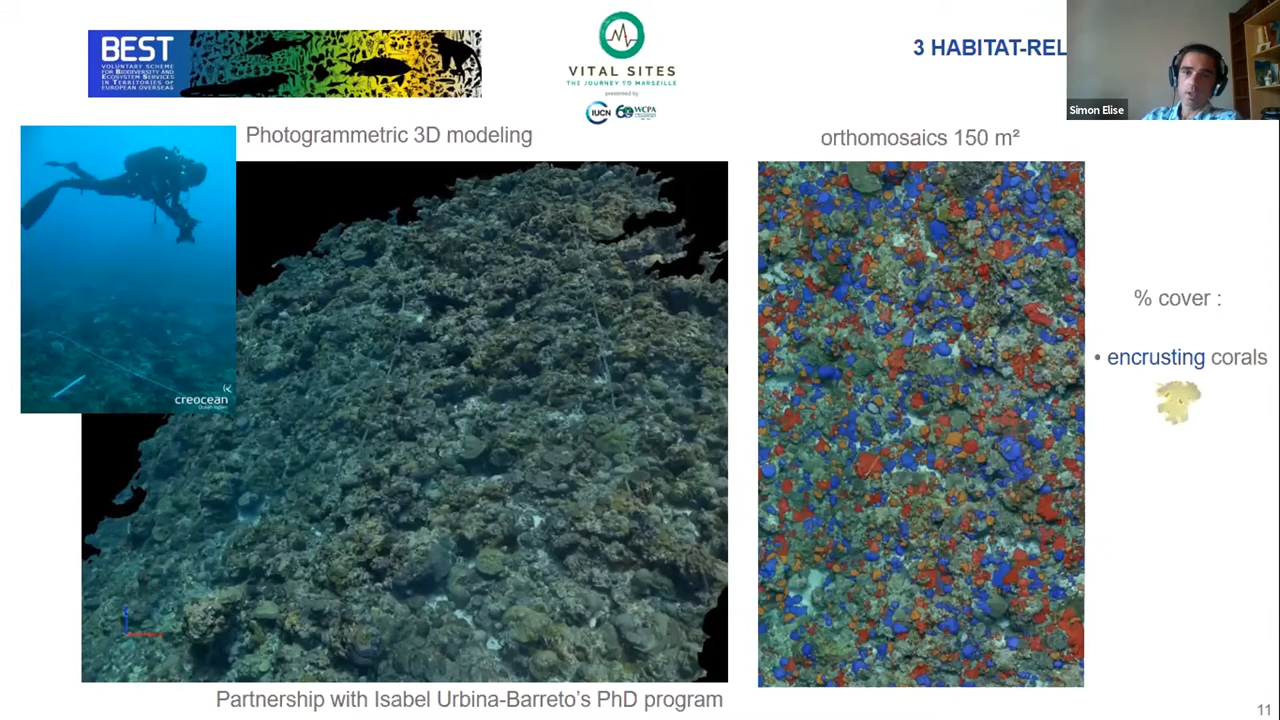 BEST
VOLUNTARY SCHEME
FOR BIODIVERSITY AND
ECOSYSTEM SERVICES
IN TERRITORIES OF
EUROPEAN OVERSEAS
VITAL SITES
THE JOURNEY TO MARSEILLE
presented by
IUCN 60 WCPA
3 HABITAT-REL
Simon Elise
Photogrammetric 3D modeling
orthomosaics 150 m²
creocean
% cover :
• encrusting corals
Partnership with Isabel Urbina-Barreto’s PhD program
11